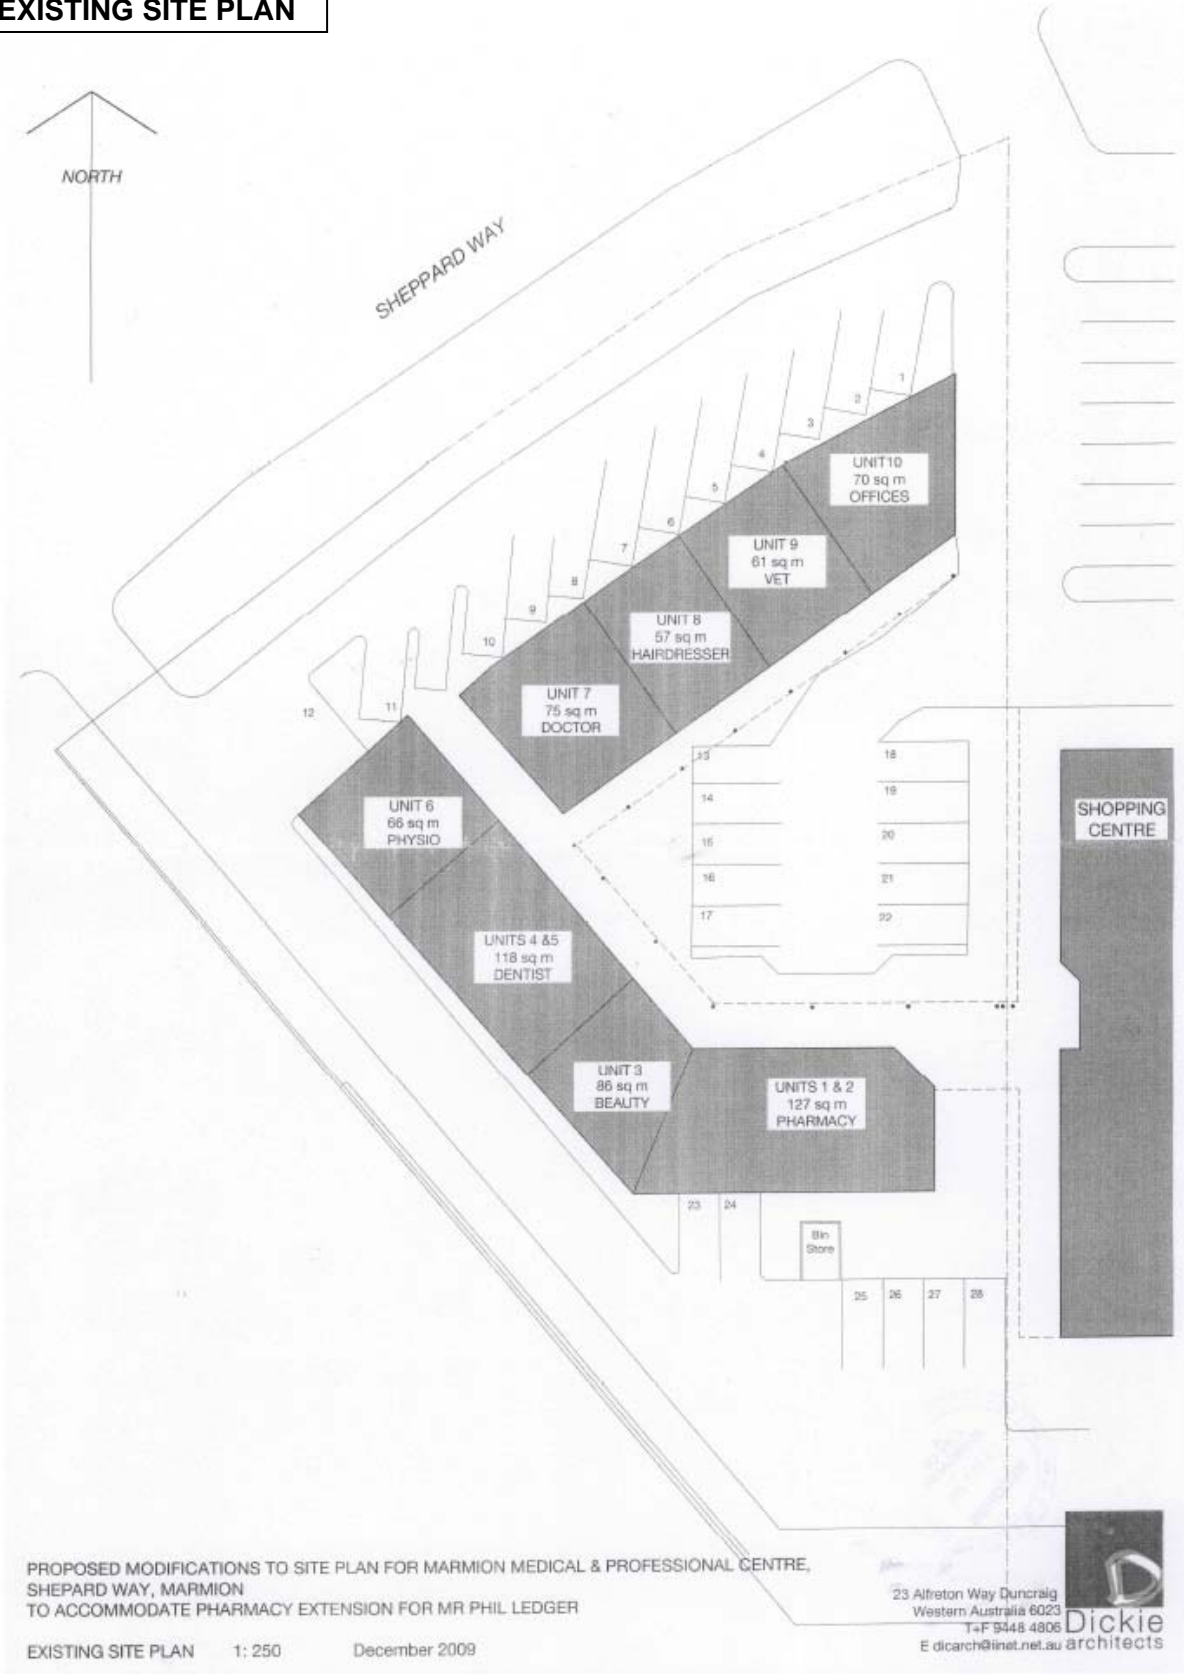 EXISTING SITE PLAN
NORTH
SHEPPARD WAY
1
2
3
4
5
6
7
8
9
10
11
12
UNIT10
70 sq m
OFFICES
UNIT 9
61 sq m
VET
UNIT 8
57 sq m
HAIRDRESSER
UNIT 7
75 sq m
DOCTOR
UNIT 6
66 sq m
PHYSIO
UNITS 4 &5
118 sq m
DENTIST
UNIT 3
86 sq m
BEAUTY
UNITS 1 & 2
127 sq m
PHARMACY
13
14
15
16
17
18
19
20
21
22
SHOPPING
CENTRE
23
24
Bin
Store
25
26
27
28
PROPOSED MODIFICATIONS TO SITE PLAN FOR MARMION MEDICAL & PROFESSIONAL CENTRE,
SHEPARD WAY, MARMION
TO ACCOMMODATE PHARMACY EXTENSION FOR MR PHIL LEDGER
EXISTING SITE PLAN 1: 250 December 2009
23 Alfreton Way Duncraig
Western Australia 6023
T+F 9448 4806
E dicarch@iinet.net.au
D
Dickie
architects